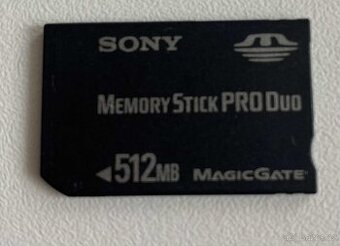 SONY
MEMORY STICK PRO DUO
512MB MAGICGATE